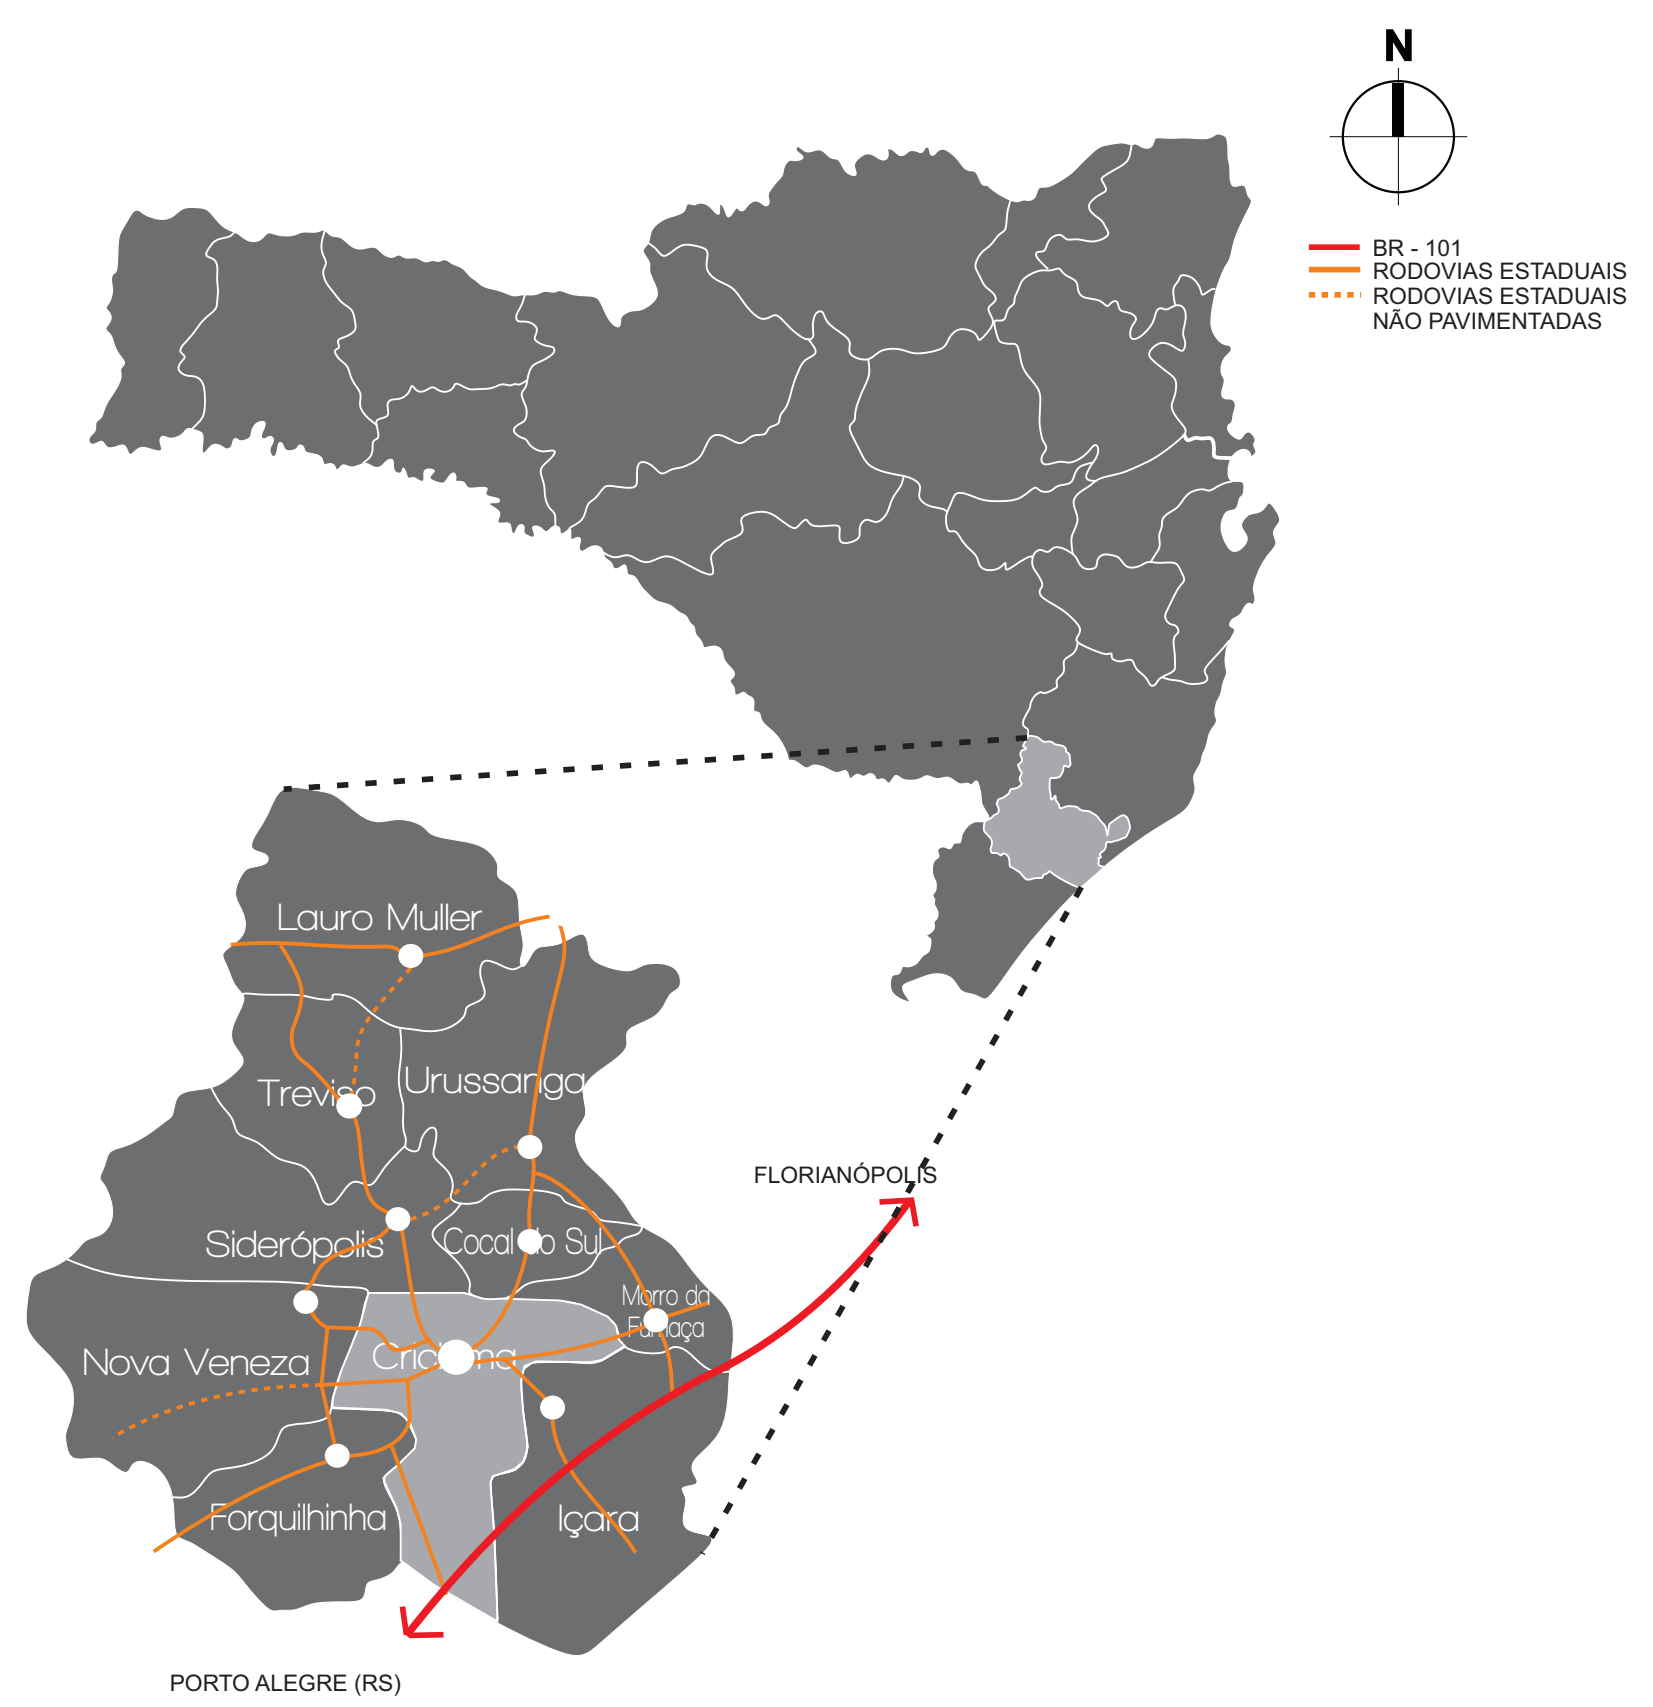 N
BR - 101
RODOVIAS ESTADUAIS
RODOVIAS ESTADUAIS
NÃO PAVIMENTADAS
Lauro Muller
Treviso
Urussanga
FLORIANÓPOLIS
Siderópolis
Cocal do Sul
Morro da
Fumaça
Nova Veneza
Criciúma
Forquilhinha
Içara
PORTO ALEGRE (RS)